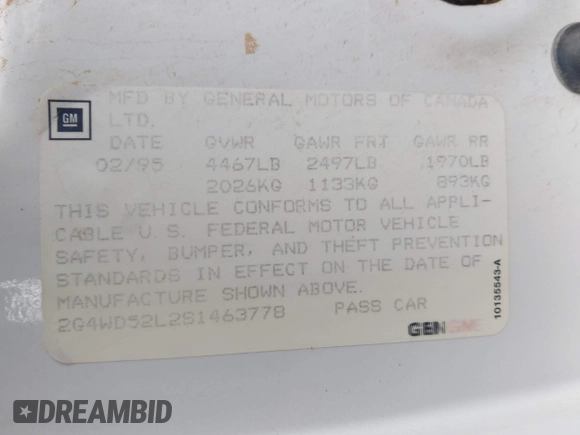 GM
MFD BY GENERAL MOTORS OF CANADA
LTD.
DATE GVWR GAWR FRT GAWR RR
02/95 4467LB 2497LB 1970LB
2026KG 1133KG 893KG
THIS VEHICLE CONFORMS TO ALL APPLI-
CABLE U.S. FEDERAL MOTOR VEHICLE
SAFETY, BUMPER, AND THEFT PREVENTION
STANDARDS IN EFFECT ON THE DATE OF
MANUFACTURE SHOWN ABOVE.
2G4WD52L2S1463778 PASS CAR
GEN GNE
10135543-A
DREAMBID